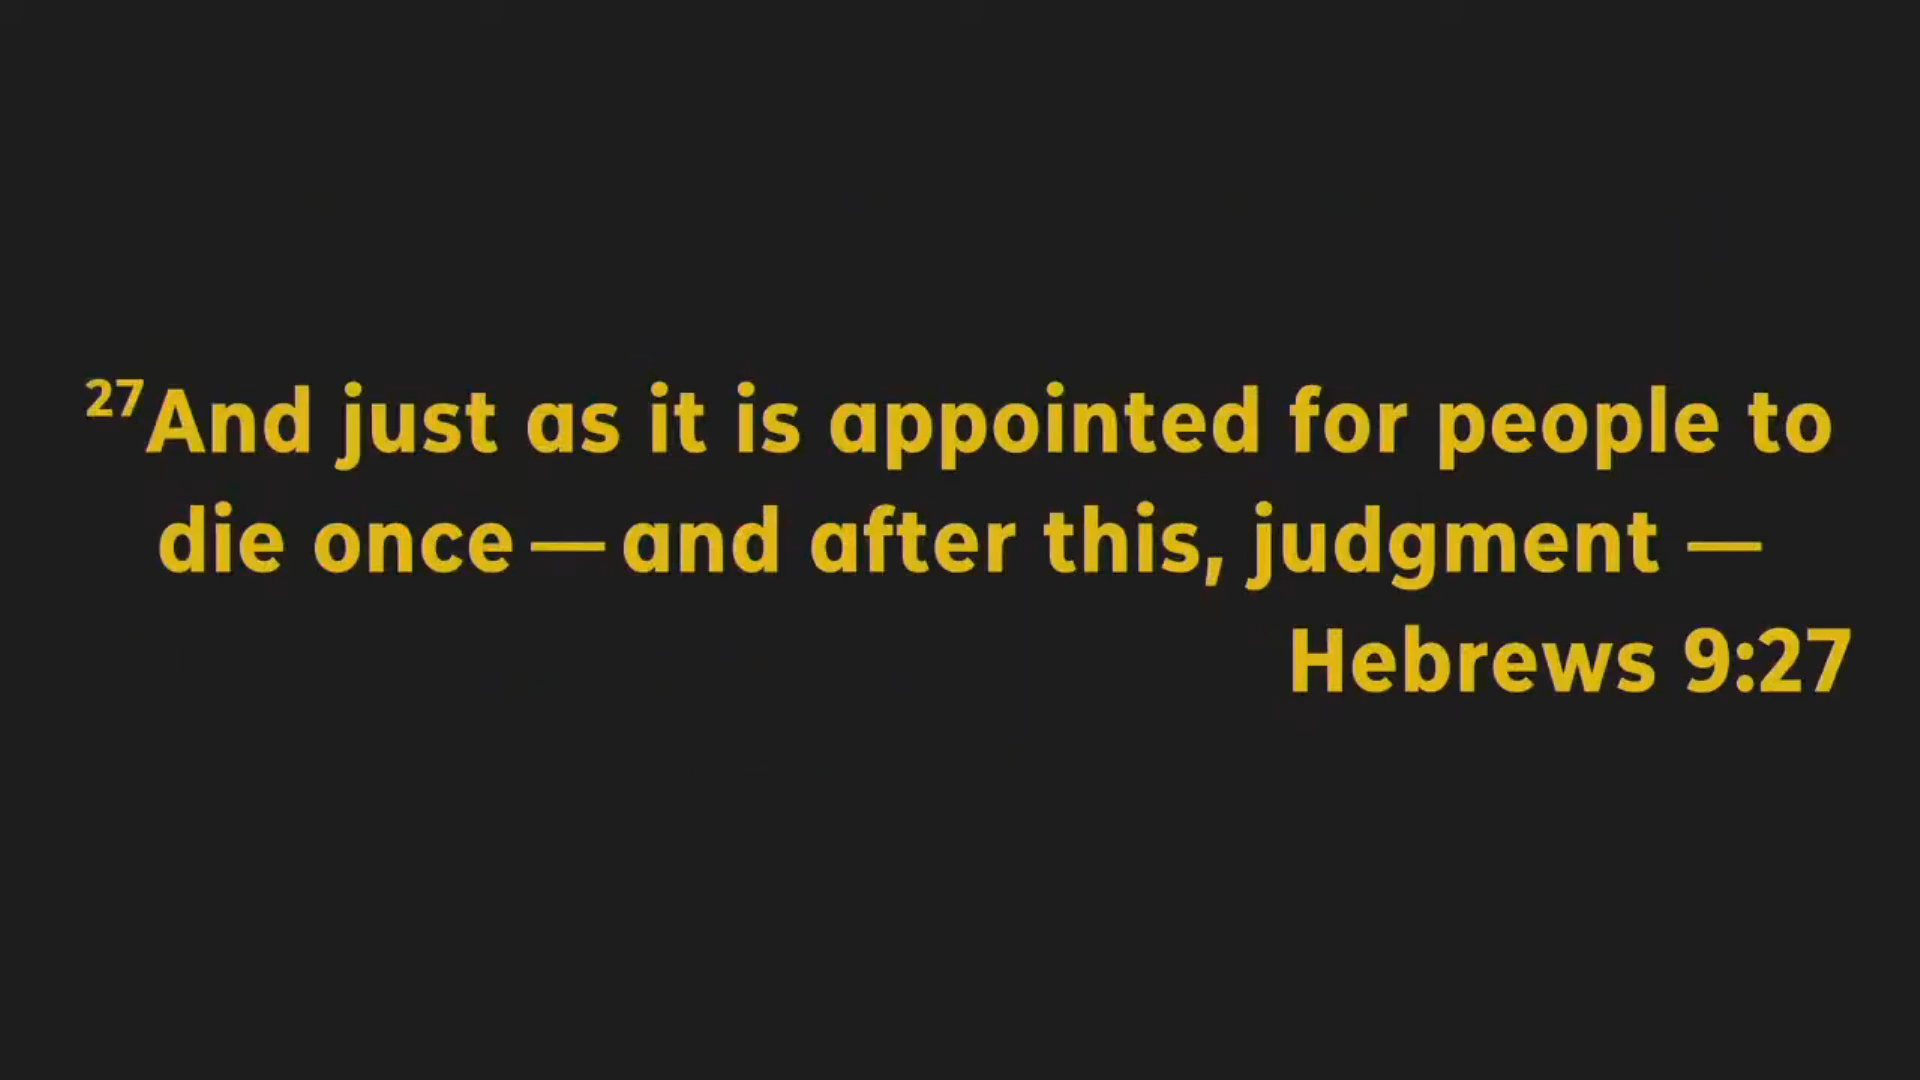 27And just as it is appointed for people to
die once — and after this, judgment —
Hebrews 9:27